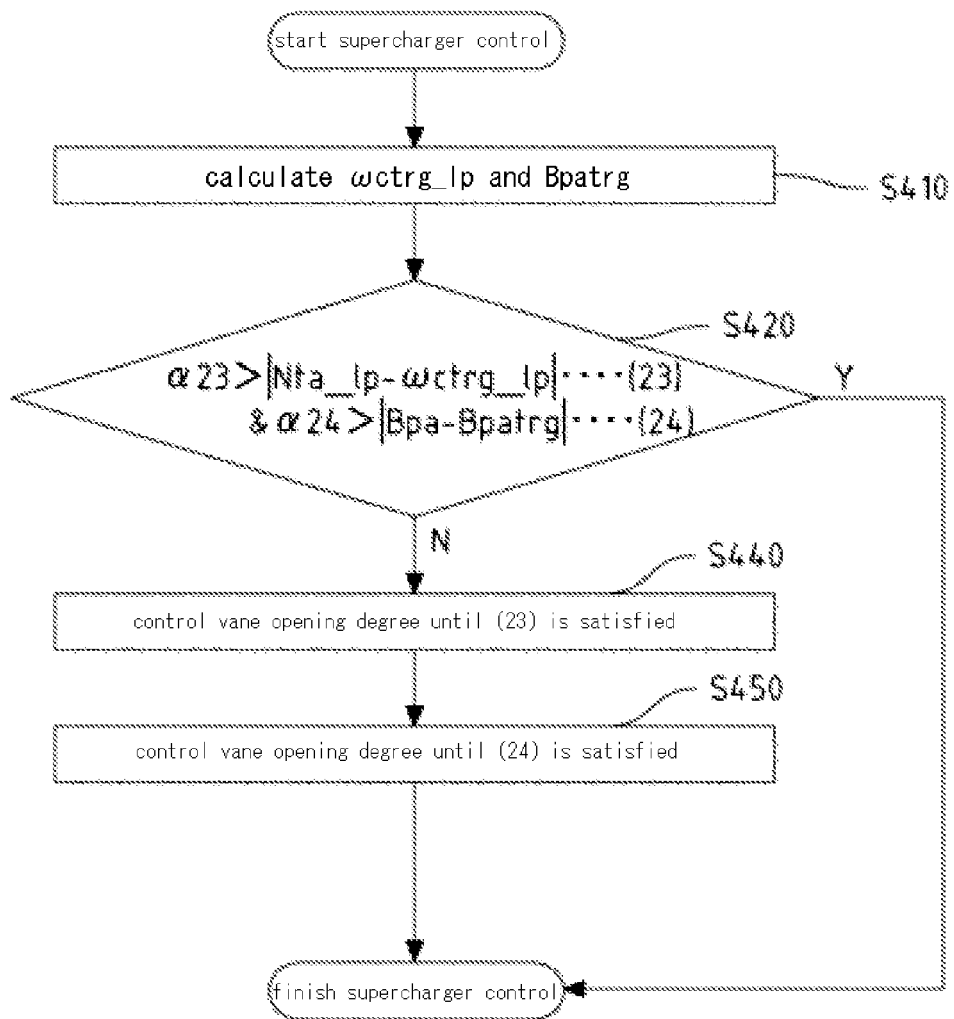 start supercharger control
calculate ωctrg_lp and Bpatrg
S410
S420
α23>|Nta_lp-ωctrg_lp|････(23)
& α24>|Bpa-Bpatrg|････(24)
Y
N
S440
control vane opening degree until (23) is satisfied
S450
control vane opening degree until (24) is satisfied
finish supercharger control